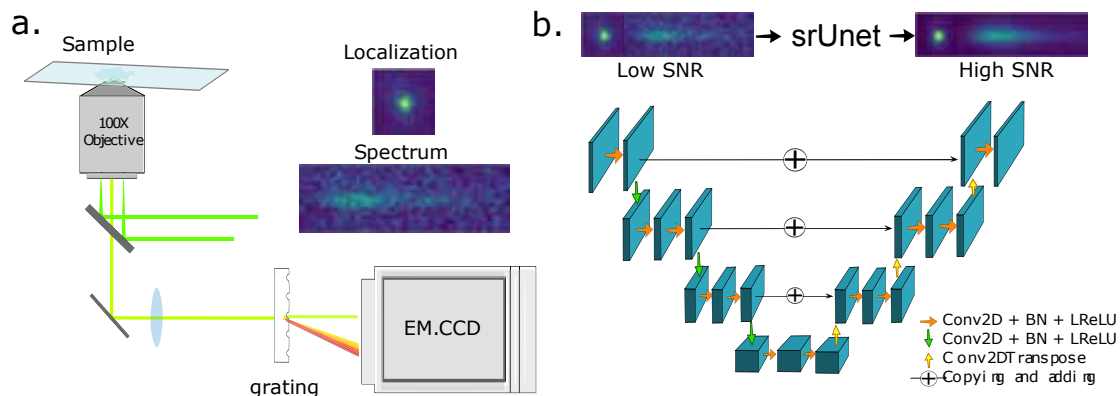 a.
Sample
100X
Objective
Localization
Spectrum
EM.CCD
grating
b.
srUnet
Low SNR
High SNR
Conv2D + BN + LReLU
Conv2D + BN + LReLU
Conv2DTranspose
Copying and adding